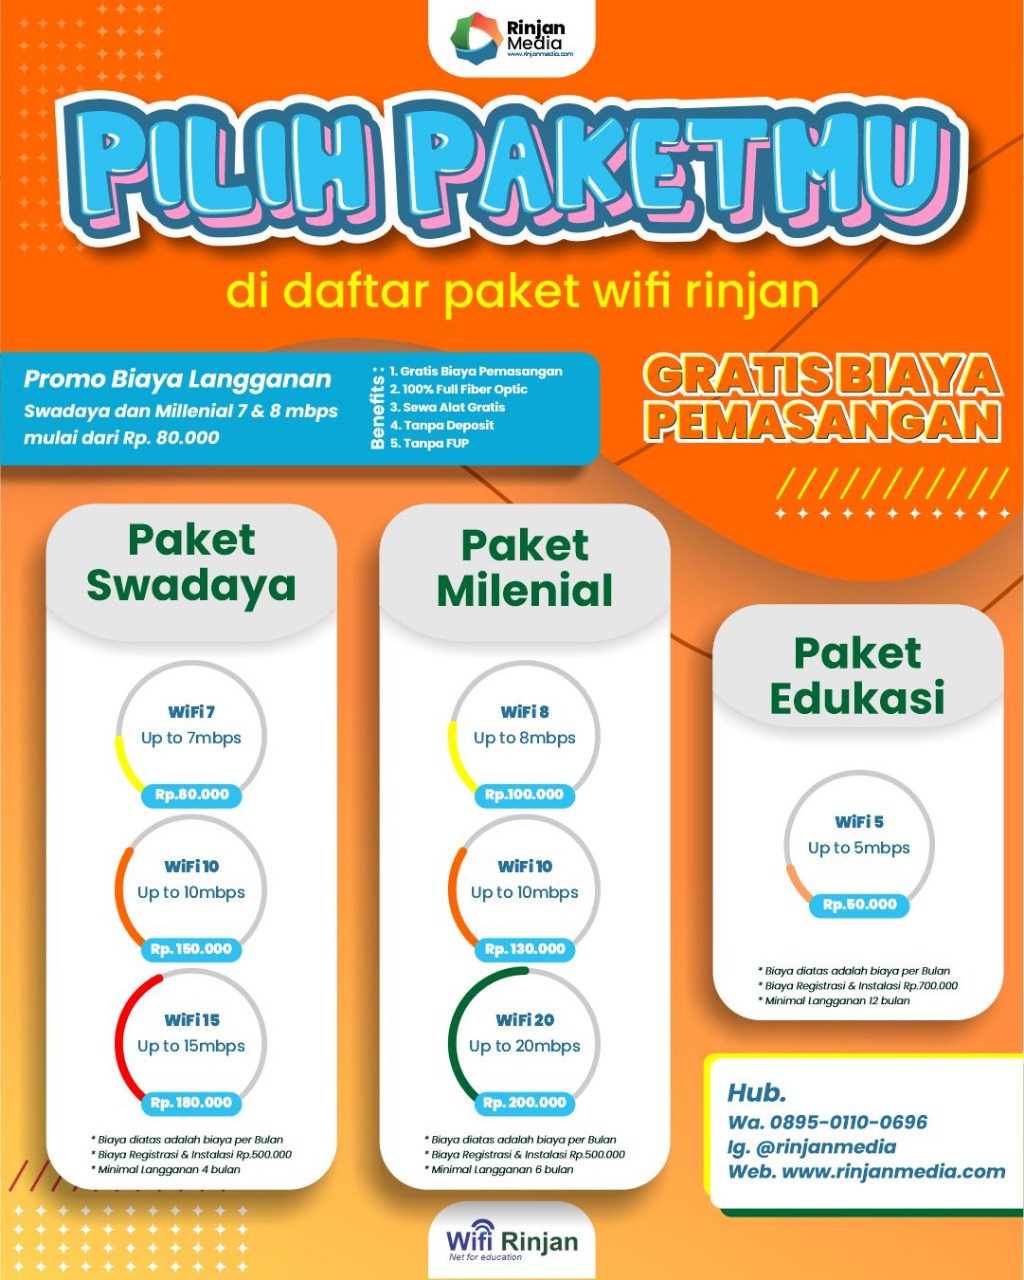 Rinjan
Media
www.rinjanmedia.com
PILIH PAKETMU
di daftar paket wifi rinjan
Promo Biaya Langganan
Swadaya dan Millenial 7 & 8 mbps
mulai dari Rp. 80.000
Benefits :
1. Gratis Biaya Pemasangan
2. 100% Full Fiber Optic
3. Sewa Alat Gratis
4. Tanpa Deposit
5. Tanpa FUP
GRATIS BIAYA
PEMASANGAN
Paket
Swadaya
WiFi 7
Up to 7mbps
Rp.80.000
WiFi 10
Up to 10mbps
Rp. 150.000
WiFi 15
Up to 15mbps
Rp. 180.000
* Biaya diatas adalah biaya per Bulan
* Biaya Registrasi & Instalasi Rp.500.000
* Minimal Langganan 4 bulan
Paket
Milenial
WiFi 8
Up to 8mbps
Rp.100.000
WiFi 10
Up to 10mbps
Rp. 130.000
WiFi 20
Up to 20mbps
Rp. 200.000
* Biaya diatas adalah biaya per Bulan
* Biaya Registrasi & Instalasi Rp.500.000
* Minimal Langganan 6 bulan
Paket
Edukasi
WiFi 5
Up to 5mbps
Rp.50.000
* Biaya diatas adalah biaya per Bulan
* Biaya Registrasi & Instalasi Rp.700.000
* Minimal Langganan 12 bulan
Hub.
Wa. 0895-0110-0696
Ig. @rinjanmedia
Web. www.rinjanmedia.com
Wifi Rinjan
Net for education